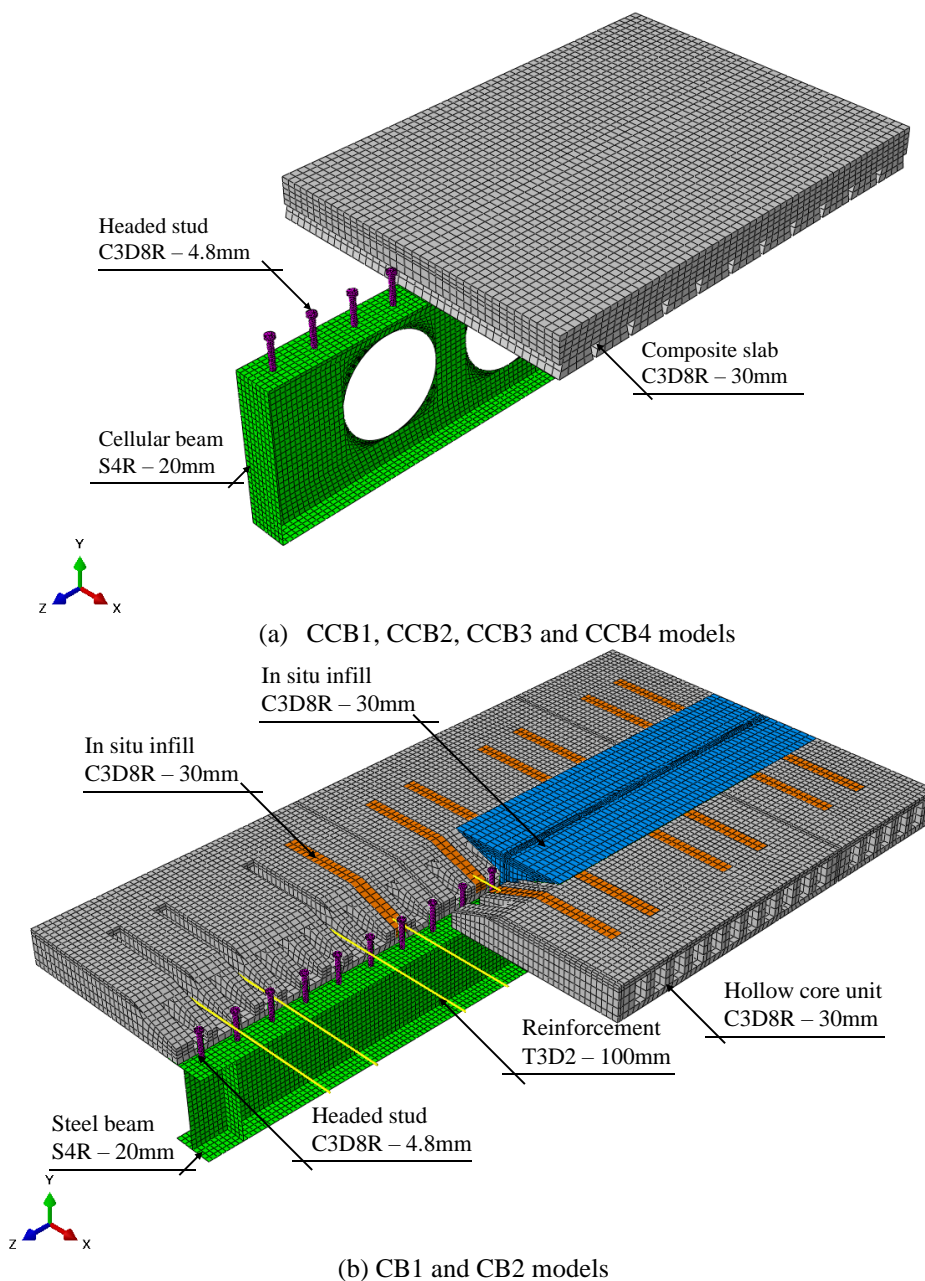 Headed stud
C3D8R – 4.8mm
Composite slab
C3D8R – 30mm
Cellular beam
S4R – 20mm
Y
Z
X
(a) CCB1, CCB2, CCB3 and CCB4 models
In situ infill
C3D8R – 30mm
In situ infill
C3D8R – 30mm
Hollow core unit
C3D8R – 30mm
Reinforcement
T3D2 – 100mm
Headed stud
C3D8R – 4.8mm
Steel beam
S4R – 20mm
Y
Z
X
(b) CB1 and CB2 models